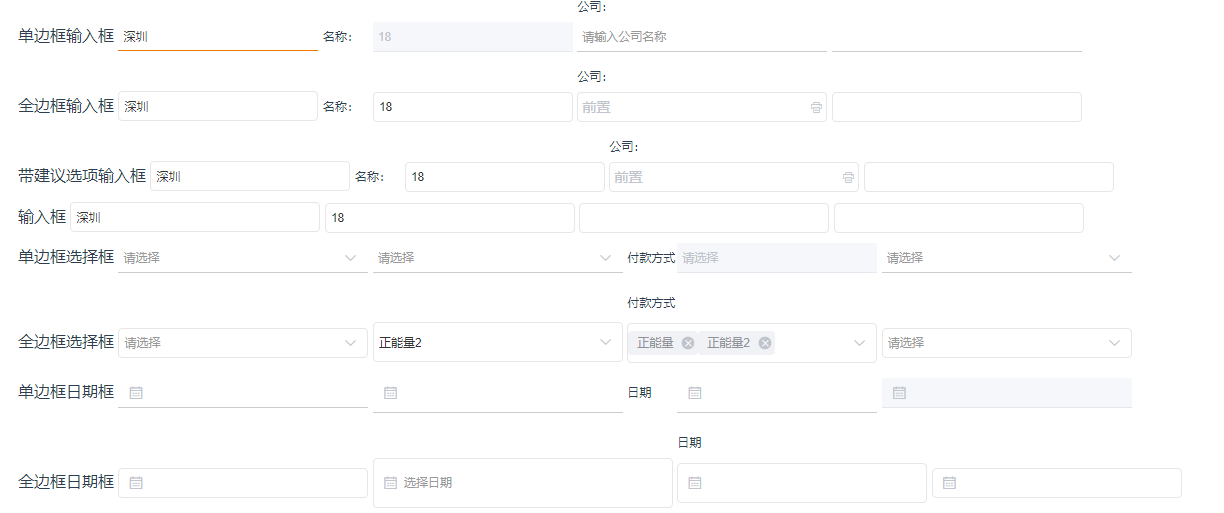 公司：
单边框输入框 深圳 名称： 18 请输入公司名称
公司：
全边框输入框 深圳 名称： 18 前置
公司：
带建议选项输入框 深圳 名称： 18 前置
输入框 深圳 18
单边框选择框 请选择 请选择 付款方式 请选择 请选择
付款方式
全边框选择框 请选择 正能量2 正能量 正能量2 请选择
单边框日期框 日期
日期
全边框日期框 选择日期